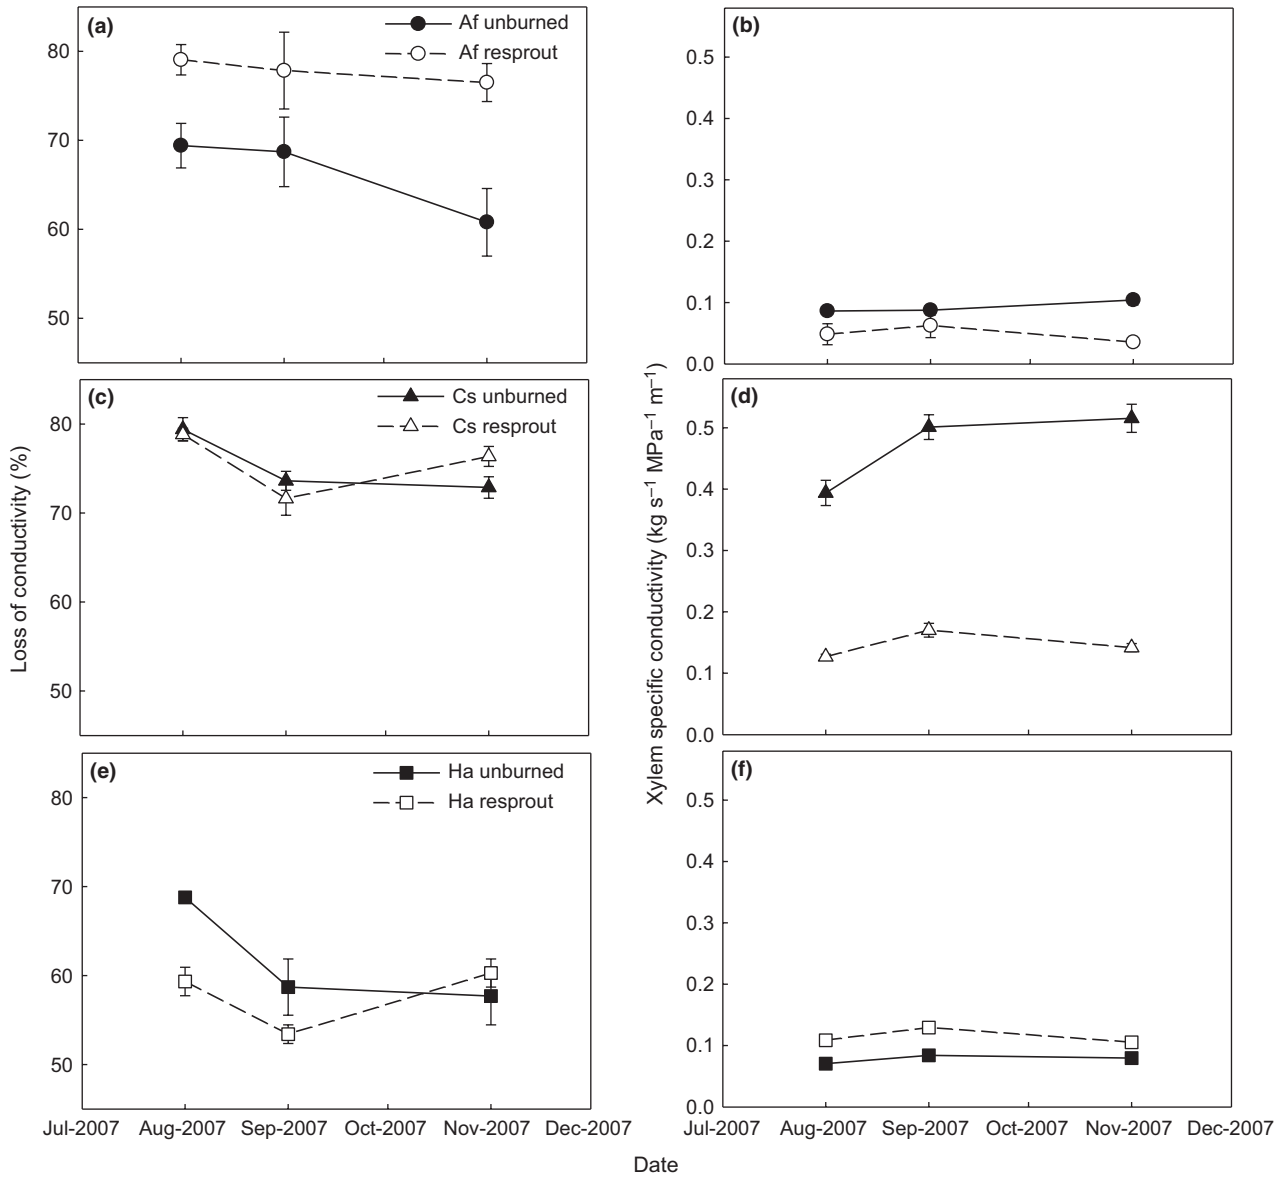 (a)
Af unburned
Af resprout
80
70
60
50
(b)
0.5
0.4
0.3
0.2
0.1
0.0
(c)
Cs unburned
Cs resprout
80
70
60
50
(d)
0.5
0.4
0.3
0.2
0.1
0.0
Loss of conductivity (%)
Xylem specific conductivity (kg s⁻¹ MPa⁻¹ m⁻¹)
(e)
Ha unburned
Ha resprout
80
70
60
50
(f)
0.5
0.4
0.3
0.2
0.1
0.0
Jul-2007 Aug-2007 Sep-2007 Oct-2007 Nov-2007 Dec-2007
Jul-2007 Aug-2007 Sep-2007 Oct-2007 Nov-2007 Dec-2007
Date